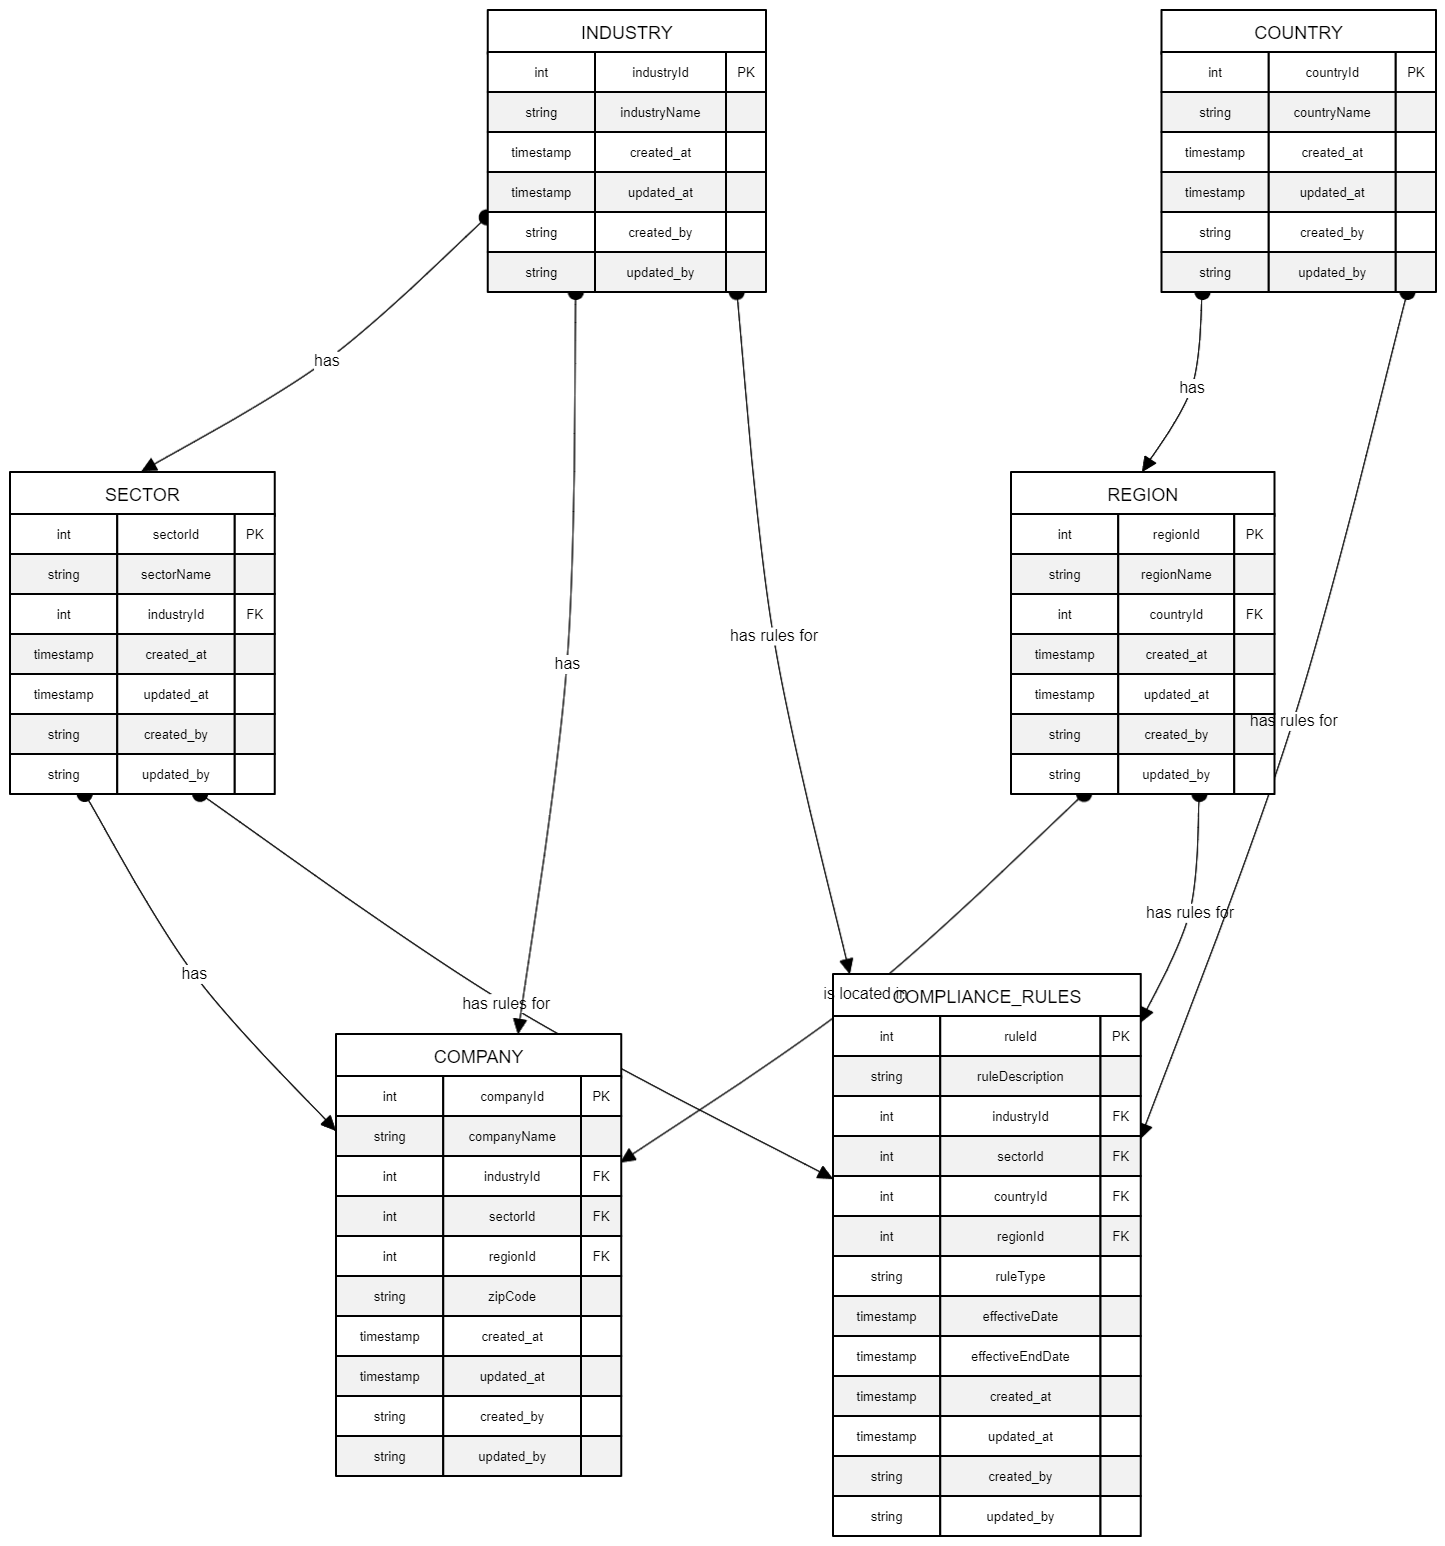 INDUSTRY
int industryId PK
string industryName
timestamp created_at
timestamp updated_at
string created_by
string updated_by
COUNTRY
int countryId PK
string countryName
timestamp created_at
timestamp updated_at
string created_by
string updated_by
has
has
SECTOR
int sectorId PK
string sectorName
int industryId FK
timestamp created_at
timestamp updated_at
string created_by
string updated_by
has
has rules for
REGION
int regionId PK
string regionName
int countryId FK
timestamp created_at
timestamp updated_at
string created_by
string updated_by
has rules for
has rules for
has
has rules for
is located in
COMPANY
int companyId PK
string companyName
int industryId FK
int sectorId FK
int regionId FK
string zipCode
timestamp created_at
timestamp updated_at
string created_by
string updated_by
COMPLIANCE_RULES
int ruleId PK
string ruleDescription
int industryId FK
int sectorId FK
int countryId FK
int regionId FK
string ruleType
timestamp effectiveDate
timestamp effectiveEndDate
timestamp created_at
timestamp updated_at
string created_by
string updated_by